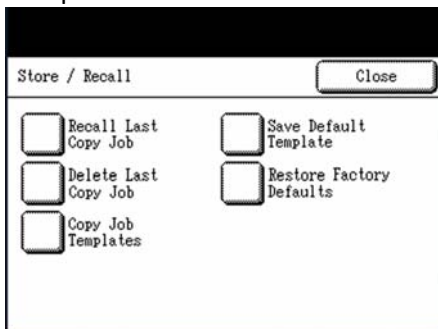 Store / Recall
Close
Recall Last
Copy Job
Save Default
Template
Delete Last
Copy Job
Restore Factory
Defaults
Copy Job
Templates